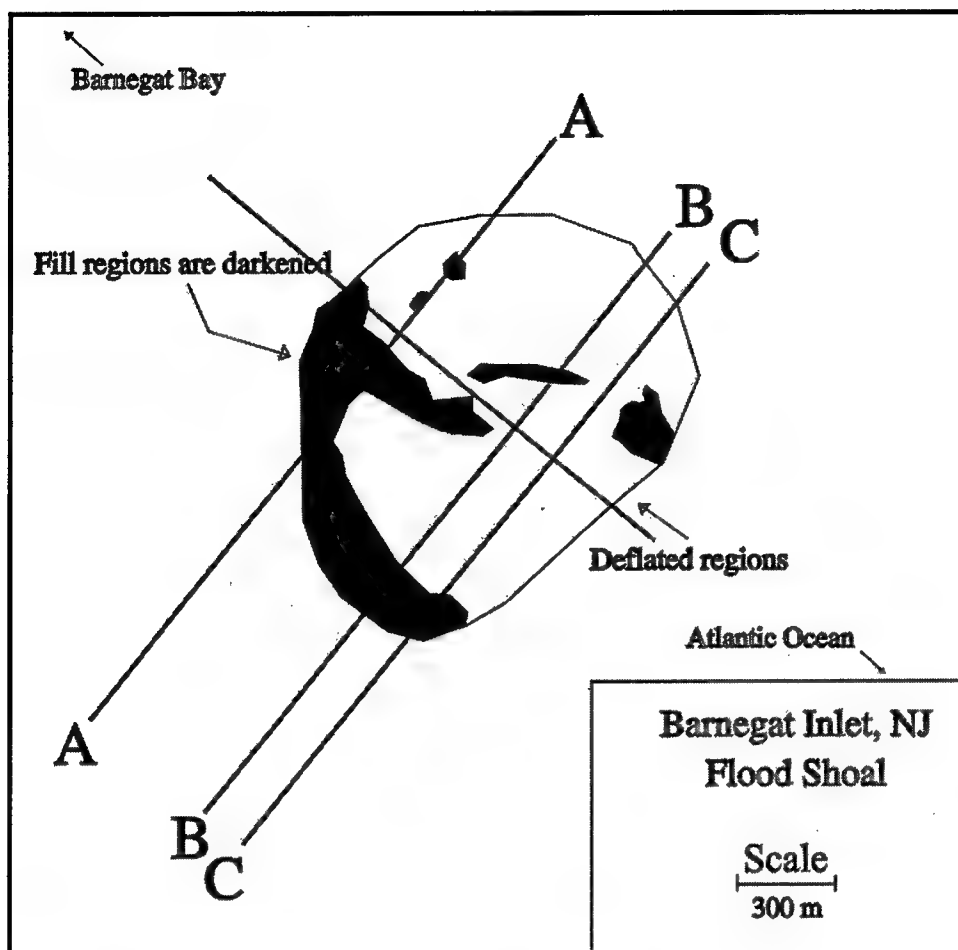 Barnegat Bay
A
B
C
Fill regions are darkened
Deflated regions
Atlantic Ocean
A
B
C
Barnegat Inlet, NJ
Flood Shoal
Scale
300 m